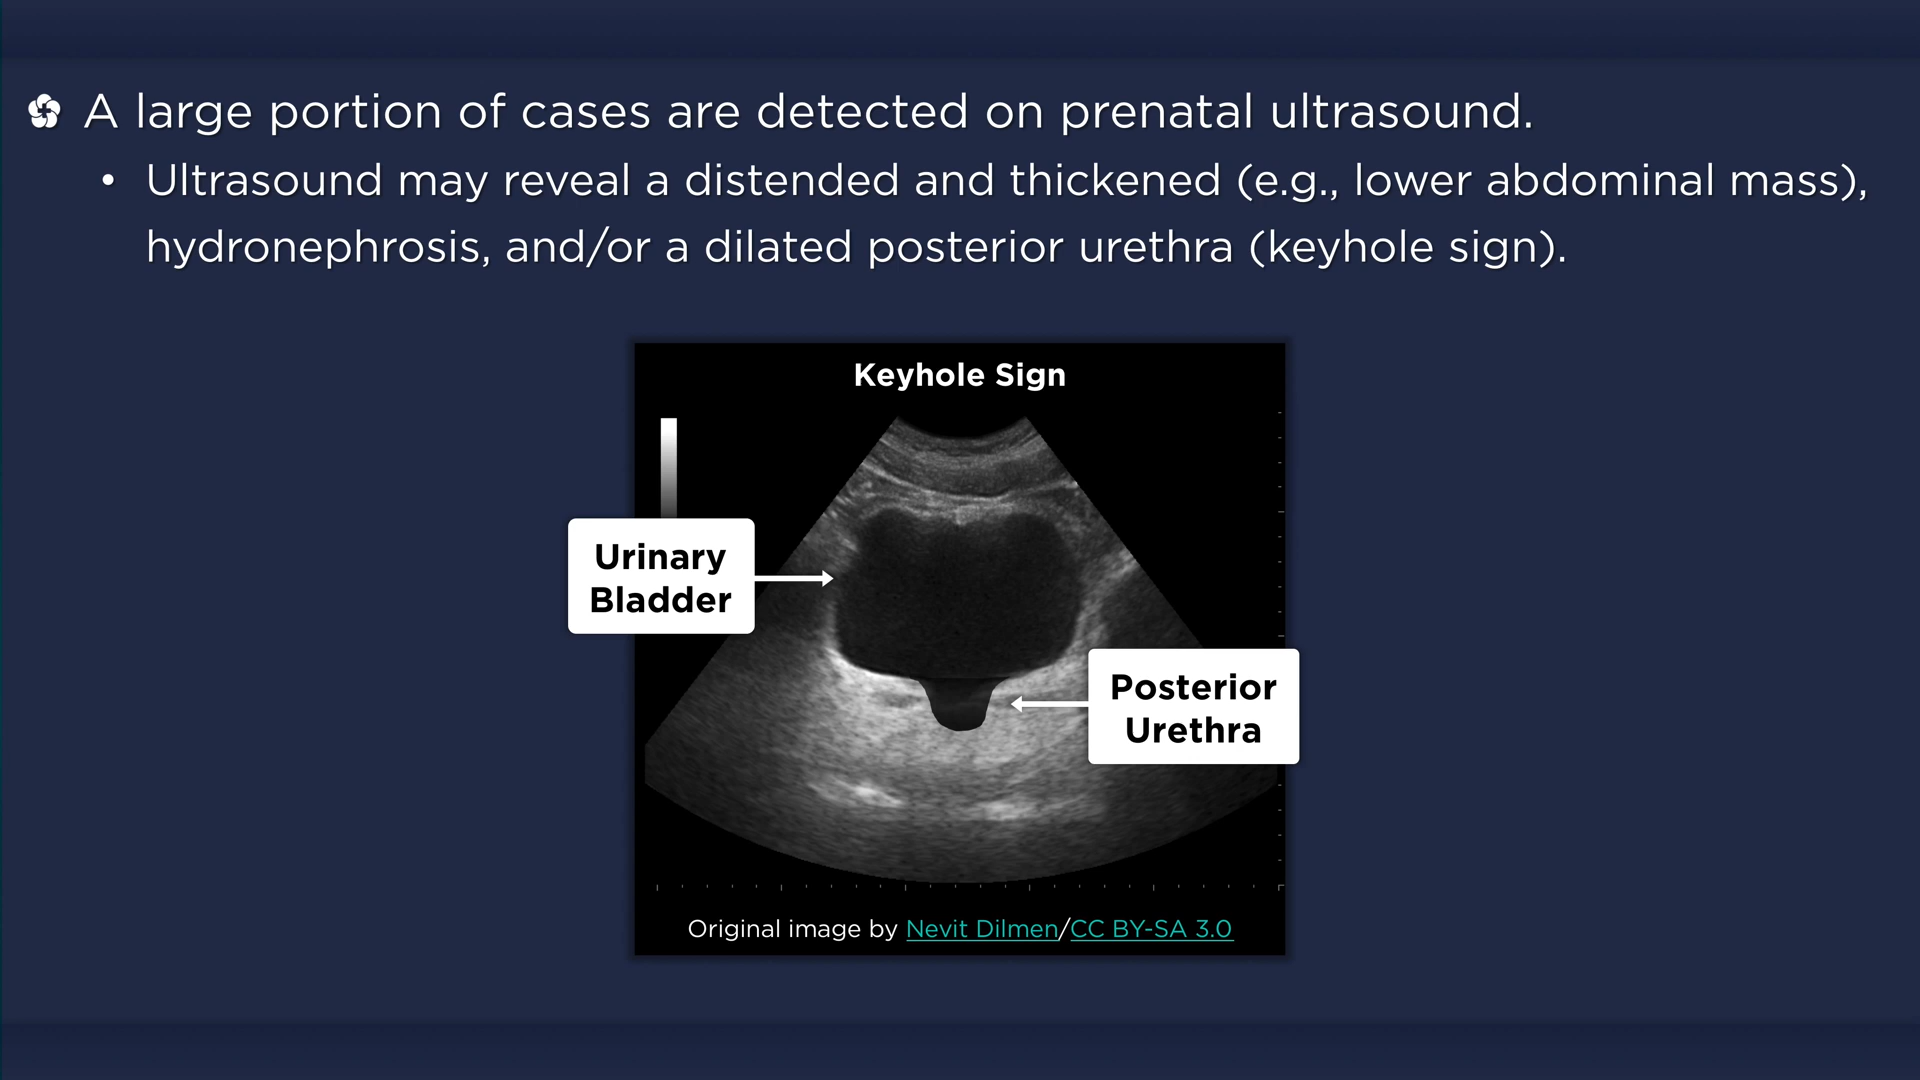 A large portion of cases are detected on prenatal ultrasound.
• Ultrasound may reveal a distended and thickened (e.g., lower abdominal mass),
hydronephrosis, and/or a dilated posterior urethra (keyhole sign).
Keyhole Sign
Urinary
Bladder
Posterior
Urethra
Original image by Nevit Dilmen/CC BY-SA 3.0